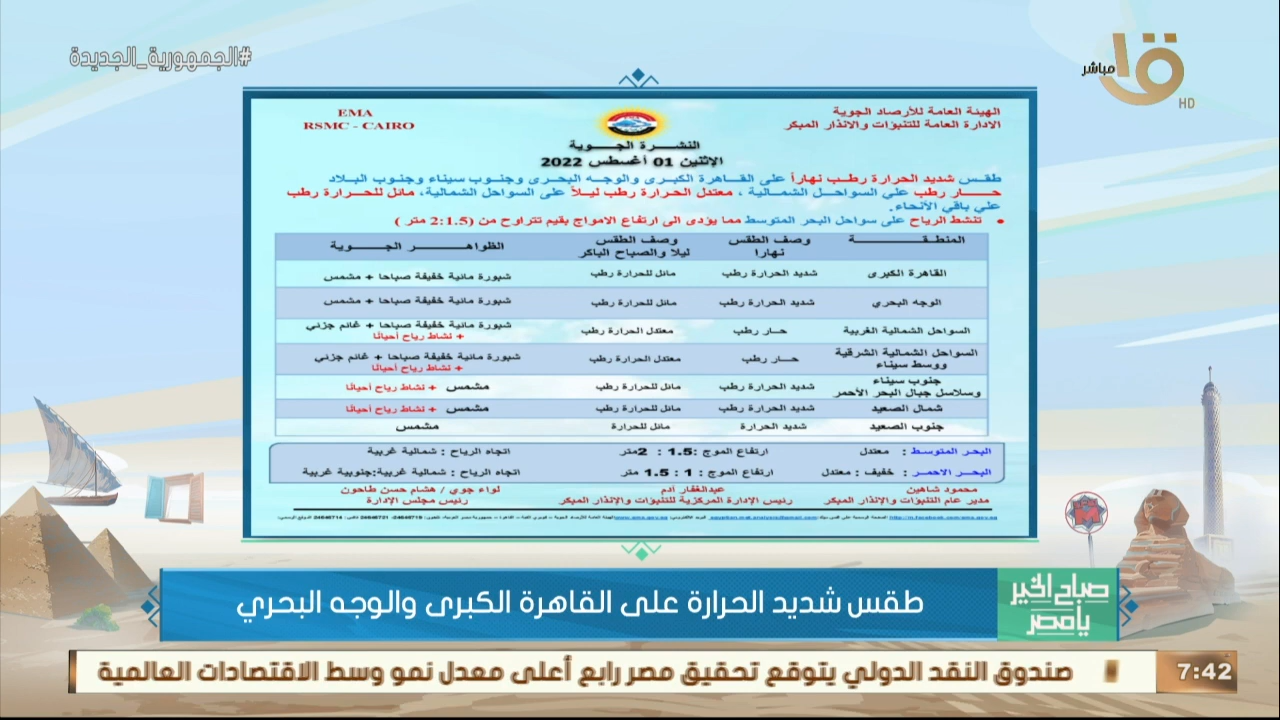 #الجمهورية_الجديدة
مباشر
HD
الهيئة العامة للأرصاد الجوية
الادارة العامة للتنبؤات والانذار المبكر
EMA
RSMC - CAIRO
النشرة الجوية
الإثنين 01 أغسطس 2022
طقس شديد الحرارة رطب نهاراً على القاهرة الكبرى والوجه البحرى وجنوب سيناء وجنوب البلاد
حار رطب علي السواحل الشمالية ، معتدل الحرارة رطب ليلاً على السواحل الشمالية، مائل للحرارة رطب
علي باقي الأنحاء.
• تنشط الرياح على سواحل البحر المتوسط مما يؤدى الى ارتفاع الامواج بقيم تتراوح من (2:1.5 متر )
المنطقة وصف الطقس نهارا وصف الطقس ليلا والصباح الباكر الظواهر الجوية
القاهرة الكبرى شديد الحرارة رطب مائل للحرارة رطب شبورة مائية خفيفة صباحا + مشمس
الوجه البحري شديد الحرارة رطب مائل للحرارة رطب شبورة مائية خفيفة صباحا + مشمس
السواحل الشمالية الغربية حار رطب معتدل الحرارة رطب شبورة مائية خفيفة صباحا + غائم جزئي
+ نشاط رياح أحيانًا
السواحل الشمالية الشرقية ووسط سيناء حار رطب معتدل الحرارة رطب شبورة مائية خفيفة صباحا + غائم جزئي
+ نشاط رياح أحيانًا
جنوب سيناء وسلاسل جبال البحر الأحمر شديد الحرارة رطب مائل للحرارة رطب مشمس + نشاط رياح أحيانًا
شمال الصعيد شديد الحرارة رطب مائل للحرارة رطب مشمس + نشاط رياح أحيانًا
جنوب الصعيد شديد الحرارة مائل للحرارة مشمس
البحر المتوسط : معتدل ارتفاع الموج :1.5 : 2متر اتجاه الرياح : شمالية غربية
البحر الاحمر : خفيف : معتدل ارتفاع الموج : 1 : 1.5 متر اتجاه الرياح : شمالية غربية:جنوبية غربية
محمود شاهين عبدالغفار أدم لواء جوي / هشام حسن طاحون
مدير عام التنبؤات والإنذار المبكر رئيس الإدارة المركزية للتنبؤات والإنذار المبكر رئيس مجلس الإدارة
صباح الخير
يا مصر
طقس شديد الحرارة على القاهرة الكبرى والوجه البحري
7:42 صندوق النقد الدولي يتوقع تحقيق مصر رابع أعلى معدل نمو وسط الاقتصادات العالمية